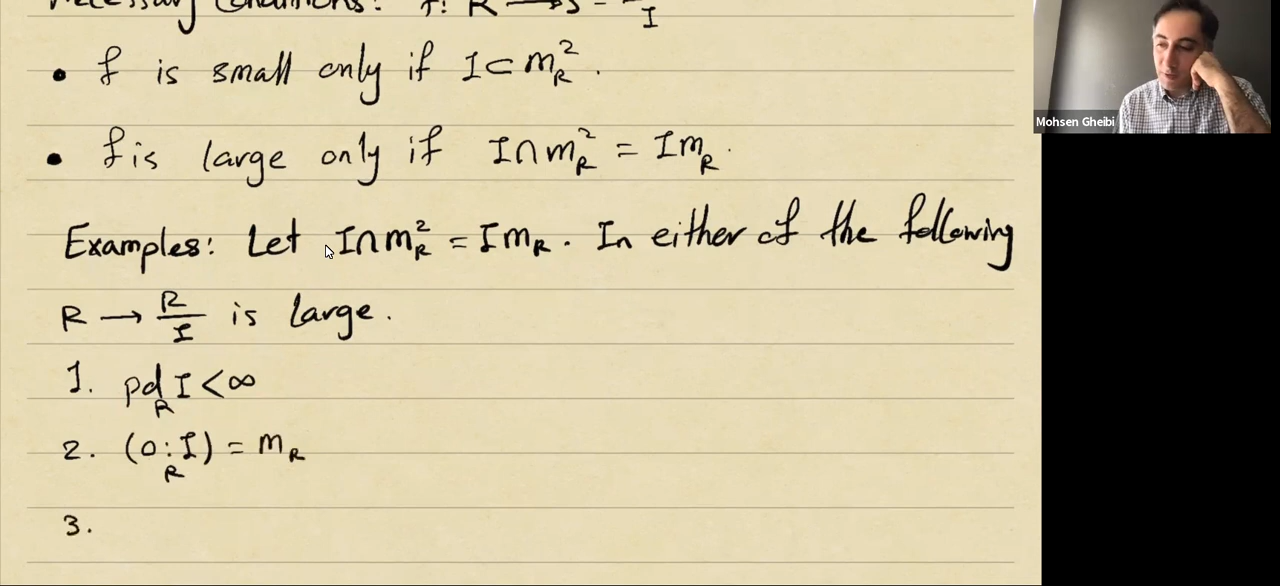 f: R → S =
I
• f is small only if I ⊂ m_R^2.
• f is large only if I ∩ m_R^2 = I m_R.
Examples: Let I ∩ m_R^2 = I m_R. In either of the following
R → R/I is large.
1. pd_R I < ∞
2. (0 :_R I) = m_R
3.
Mohsen Gheibi